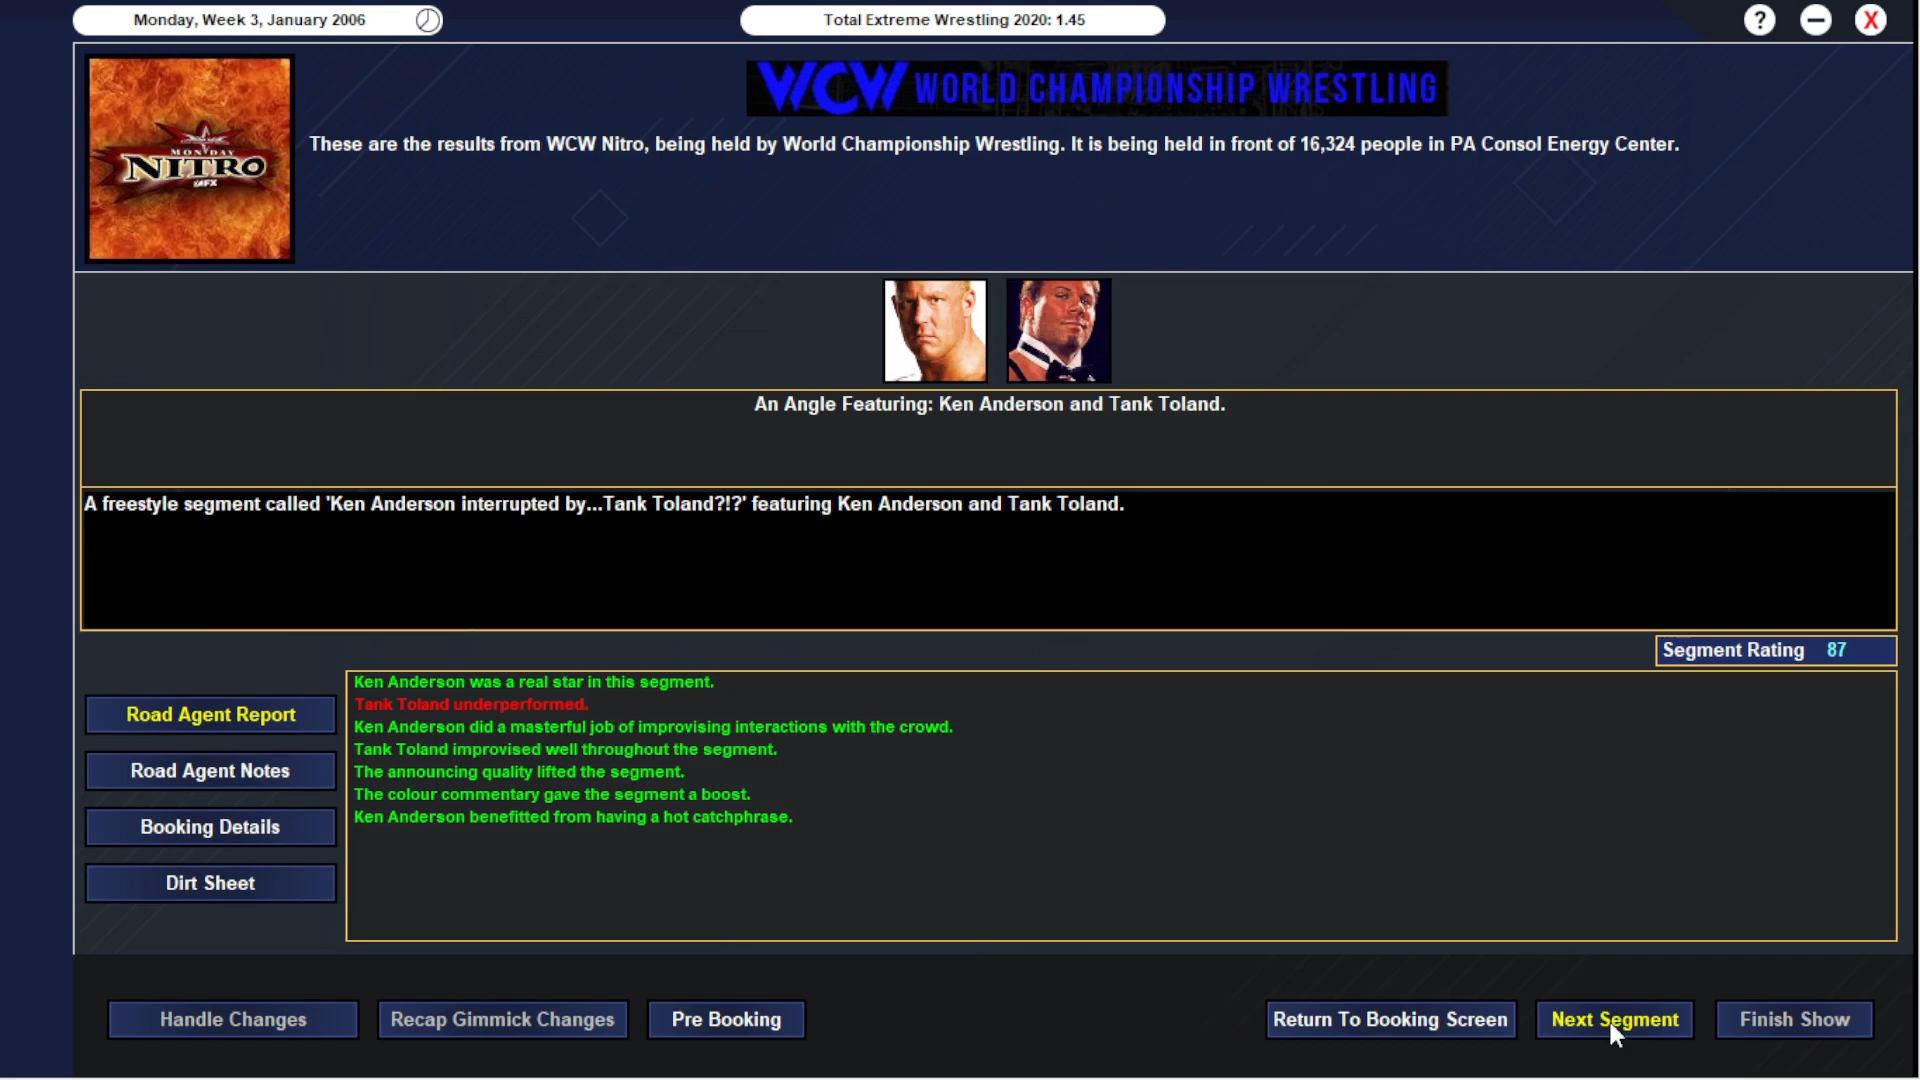 Monday, Week 3, January 2006
Total Extreme Wrestling 2020: 1.45
?
X
MONDAY
NITRO
WCW WORLD CHAMPIONSHIP WRESTLING
These are the results from WCW Nitro, being held by World Championship Wrestling. It is being held in front of 16,324 people in PA Consol Energy Center.
An Angle Featuring: Ken Anderson and Tank Toland.
A freestyle segment called 'Ken Anderson interrupted by...Tank Toland?!?' featuring Ken Anderson and Tank Toland.
Segment Rating 87
Road Agent Report
Road Agent Notes
Booking Details
Dirt Sheet
Ken Anderson was a real star in this segment.
Tank Toland underperformed.
Ken Anderson did a masterful job of improvising interactions with the crowd.
Tank Toland improvised well throughout the segment.
The announcing quality lifted the segment.
The colour commentary gave the segment a boost.
Ken Anderson benefitted from having a hot catchphrase.
Handle Changes
Recap Gimmick Changes
Pre Booking
Return To Booking Screen
Next Segment
Finish Show